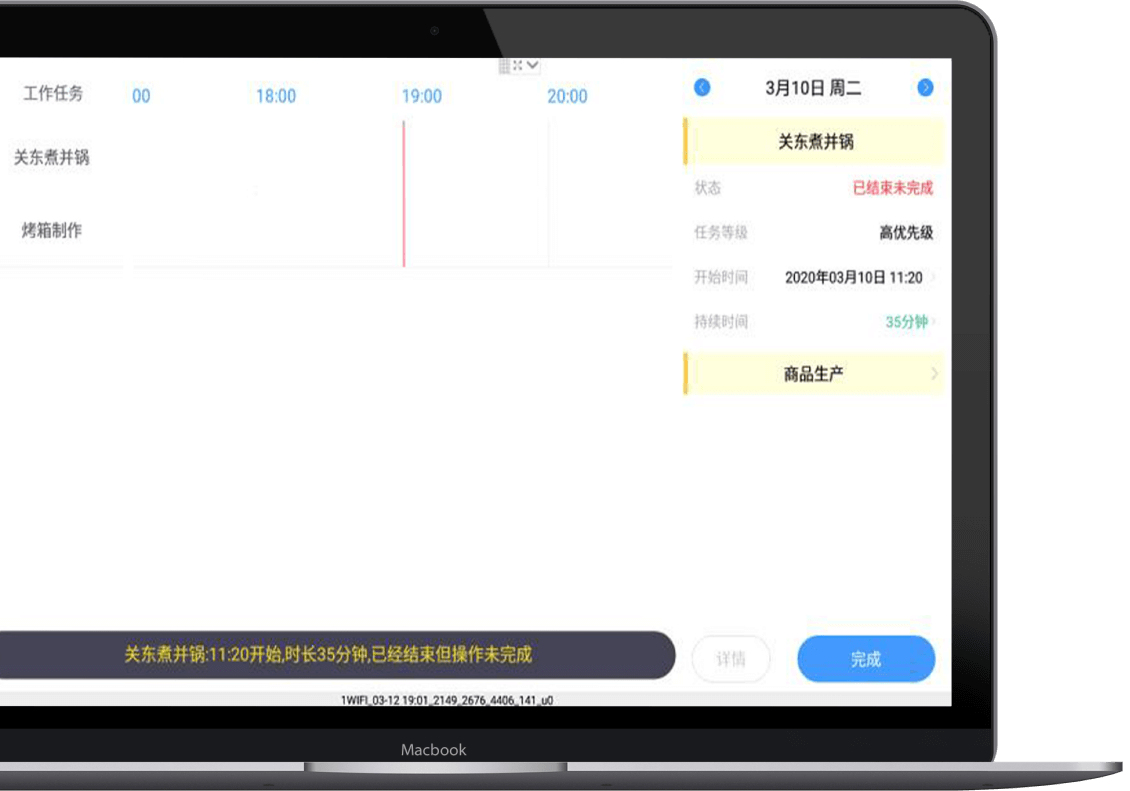 工作任务
00 18:00 19:00 20:00
关东煮并锅
烤箱制作
3月10日 周二
关东煮并锅
状态 已结束未完成
任务等级 高优先级
开始时间 2020年03月10日 11:20
持续时间 35分钟
商品生产
关东煮并锅:11:20开始,时长35分钟,已经结束但操作未完成
详情 完成
1WIFI_03-12 19:01_2149_2676_4406_141_u0
Macbook